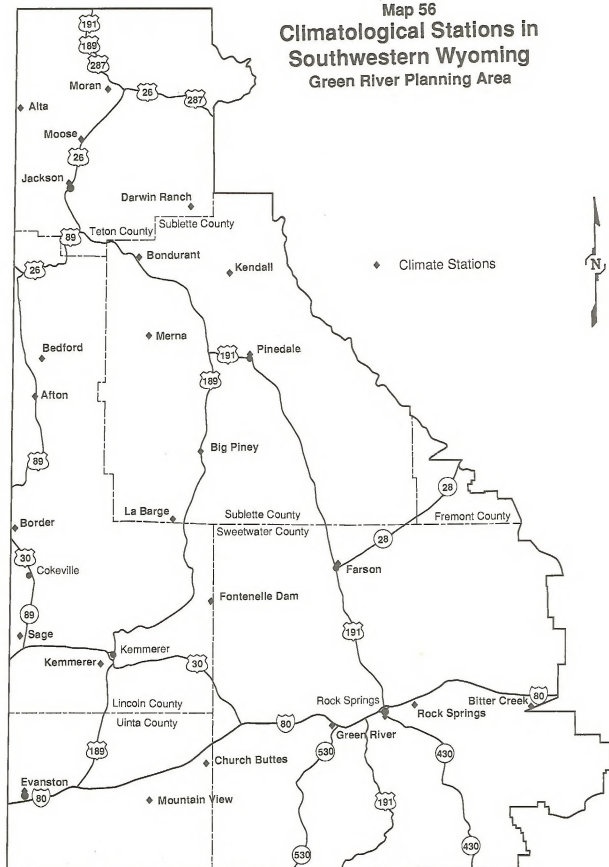 Map 56
Climatological Stations in
Southwestern Wyoming
Green River Planning Area
191
189
287
Moran
26
287
Alta
Moose
26
Jackson
Darwin Ranch
Teton County
Sublette County
89
Bondurant
26
Kendall
Climate Stations
N
Merna
Bedford
191
Pinedale
189
Afton
Big Piney
89
28
La Barge
Sublette County
Fremont County
Border
Sweetwater County
28
30
Cokeville
Farson
Fontenelle Dam
89
191
Sage
Kemmerer
Kemmerer
30
Lincoln County
Rock Springs
Bitter Creek
80
Rock Springs
Uinta County
80
Green River
189
530
430
Church Buttes
Evanston
80
Mountain View
191
530
430